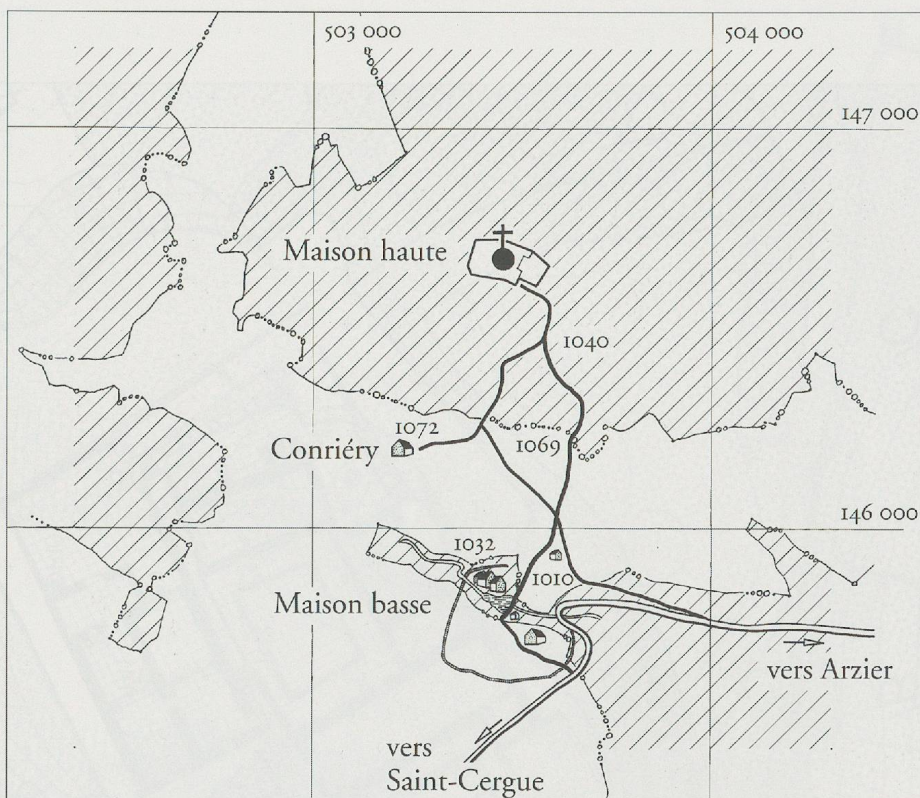 503 000
504 000
147 000
Maison haute
1040
1072
Conriéry
1069
146 000
1032
1010
Maison basse
vers Arzier
vers
Saint-Cergue